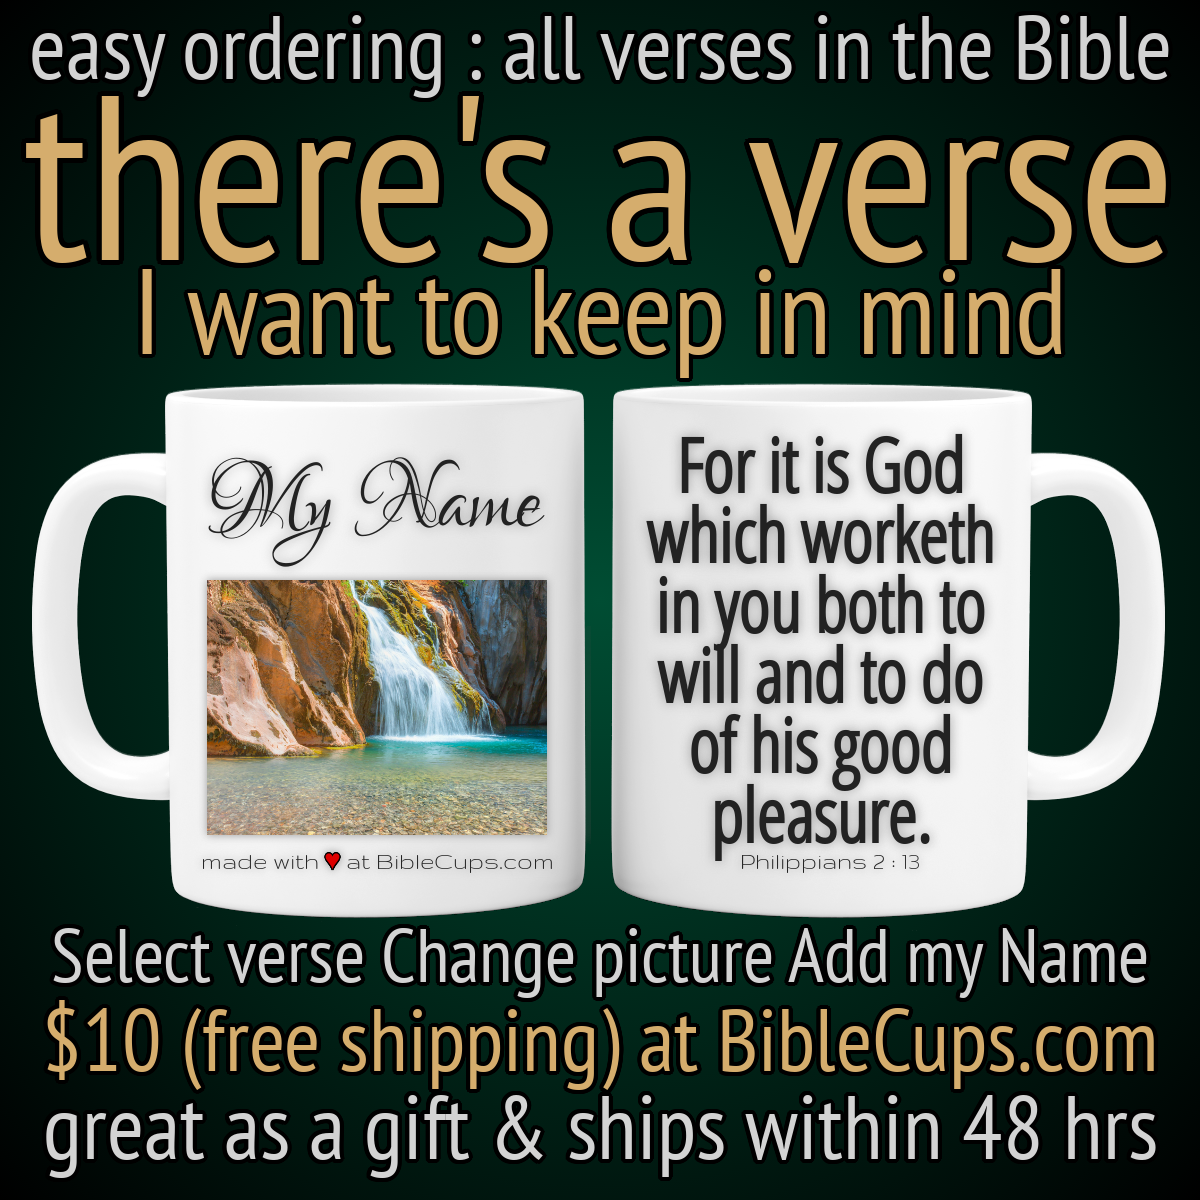 easy ordering : all verses in the Bible
there's a verse
I want to keep in mind
My Name
made with ♥ at BibleCups.com
For it is God
which worketh
in you both to
will and to do
of his good
pleasure.
Philippians 2 : 13
Select verse Change picture Add my Name
$10 (free shipping) at BibleCups.com
great as a gift & ships within 48 hrs